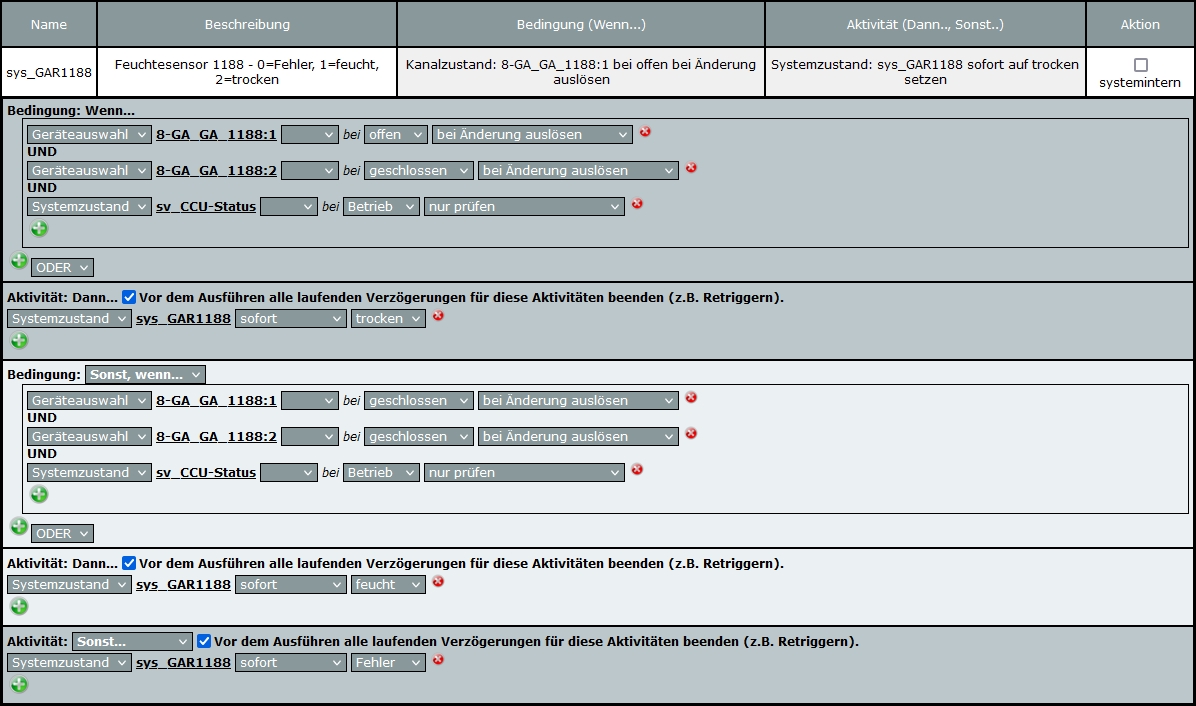 Name Beschreibung Bedingung (Wenn...) Aktivität (Dann.., Sonst..) Aktion
sys_GAR1188 Feuchtesensor 1188 - 0=Fehler, 1=feucht, 2=trocken Kanalzustand: 8-GA_GA_1188:1 bei offen bei Änderung auslösen Systemzustand: sys_GAR1188 sofort auf trocken setzen systemintern
Bedingung: Wenn...
Geräteauswahl 8-GA_GA_1188:1 bei offen bei Änderung auslösen
UND
Geräteauswahl 8-GA_GA_1188:2 bei geschlossen bei Änderung auslösen
UND
Systemzustand sv_CCU-Status bei Betrieb nur prüfen
ODER
Aktivität: Dann... Vor dem Ausführen alle laufenden Verzögerungen für diese Aktivitäten beenden (z.B. Retriggern).
Systemzustand sys_GAR1188 sofort trocken
Bedingung: Sonst, wenn...
Geräteauswahl 8-GA_GA_1188:1 bei geschlossen bei Änderung auslösen
UND
Geräteauswahl 8-GA_GA_1188:2 bei geschlossen bei Änderung auslösen
UND
Systemzustand sv_CCU-Status bei Betrieb nur prüfen
ODER
Aktivität: Dann... Vor dem Ausführen alle laufenden Verzögerungen für diese Aktivitäten beenden (z.B. Retriggern).
Systemzustand sys_GAR1188 sofort feucht
Aktivität: Sonst... Vor dem Ausführen alle laufenden Verzögerungen für diese Aktivitäten beenden (z.B. Retriggern).
Systemzustand sys_GAR1188 sofort Fehler